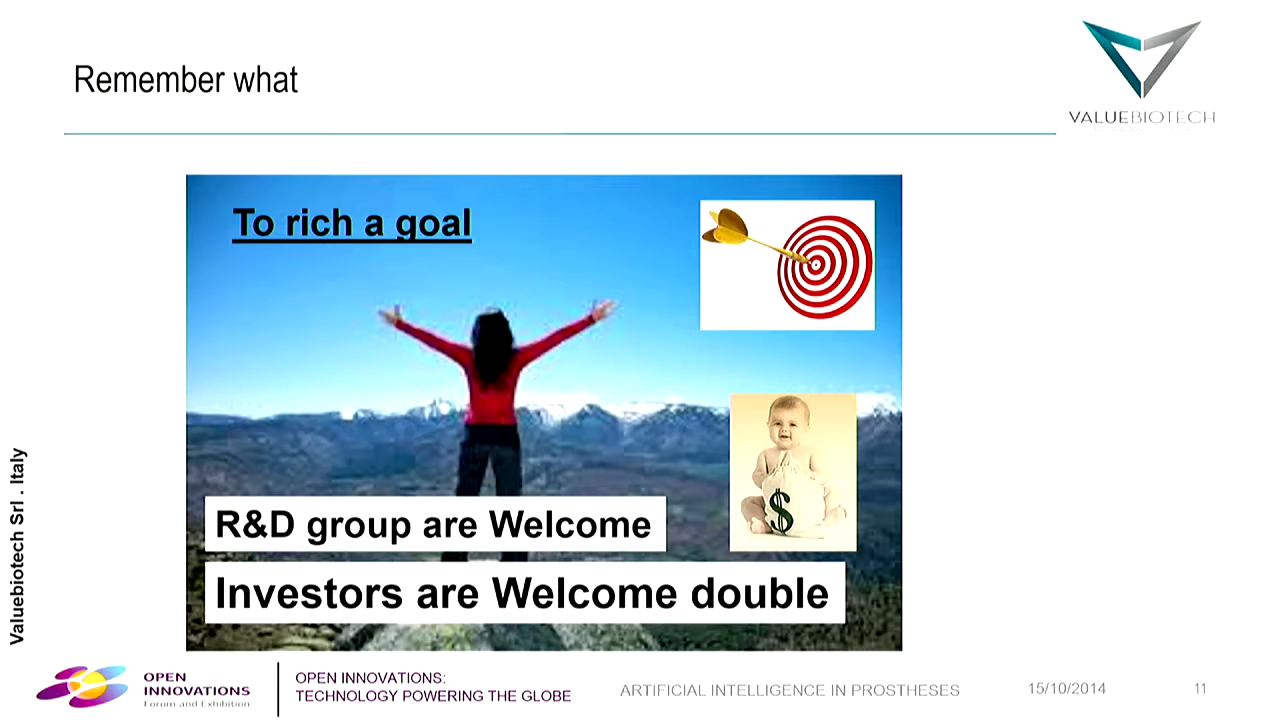 Remember what
VALUEBIOTECH
To rich a goal
$
R&D group are Welcome
Investors are Welcome double
Valuebiotech Srl . Italy
OPEN
INNOVATIONS
Forum and Exhibition
OPEN INNOVATIONS:
TECHNOLOGY POWERING THE GLOBE
ARTIFICIAL INTELLIGENCE IN PROSTHESES
15/10/2014
11